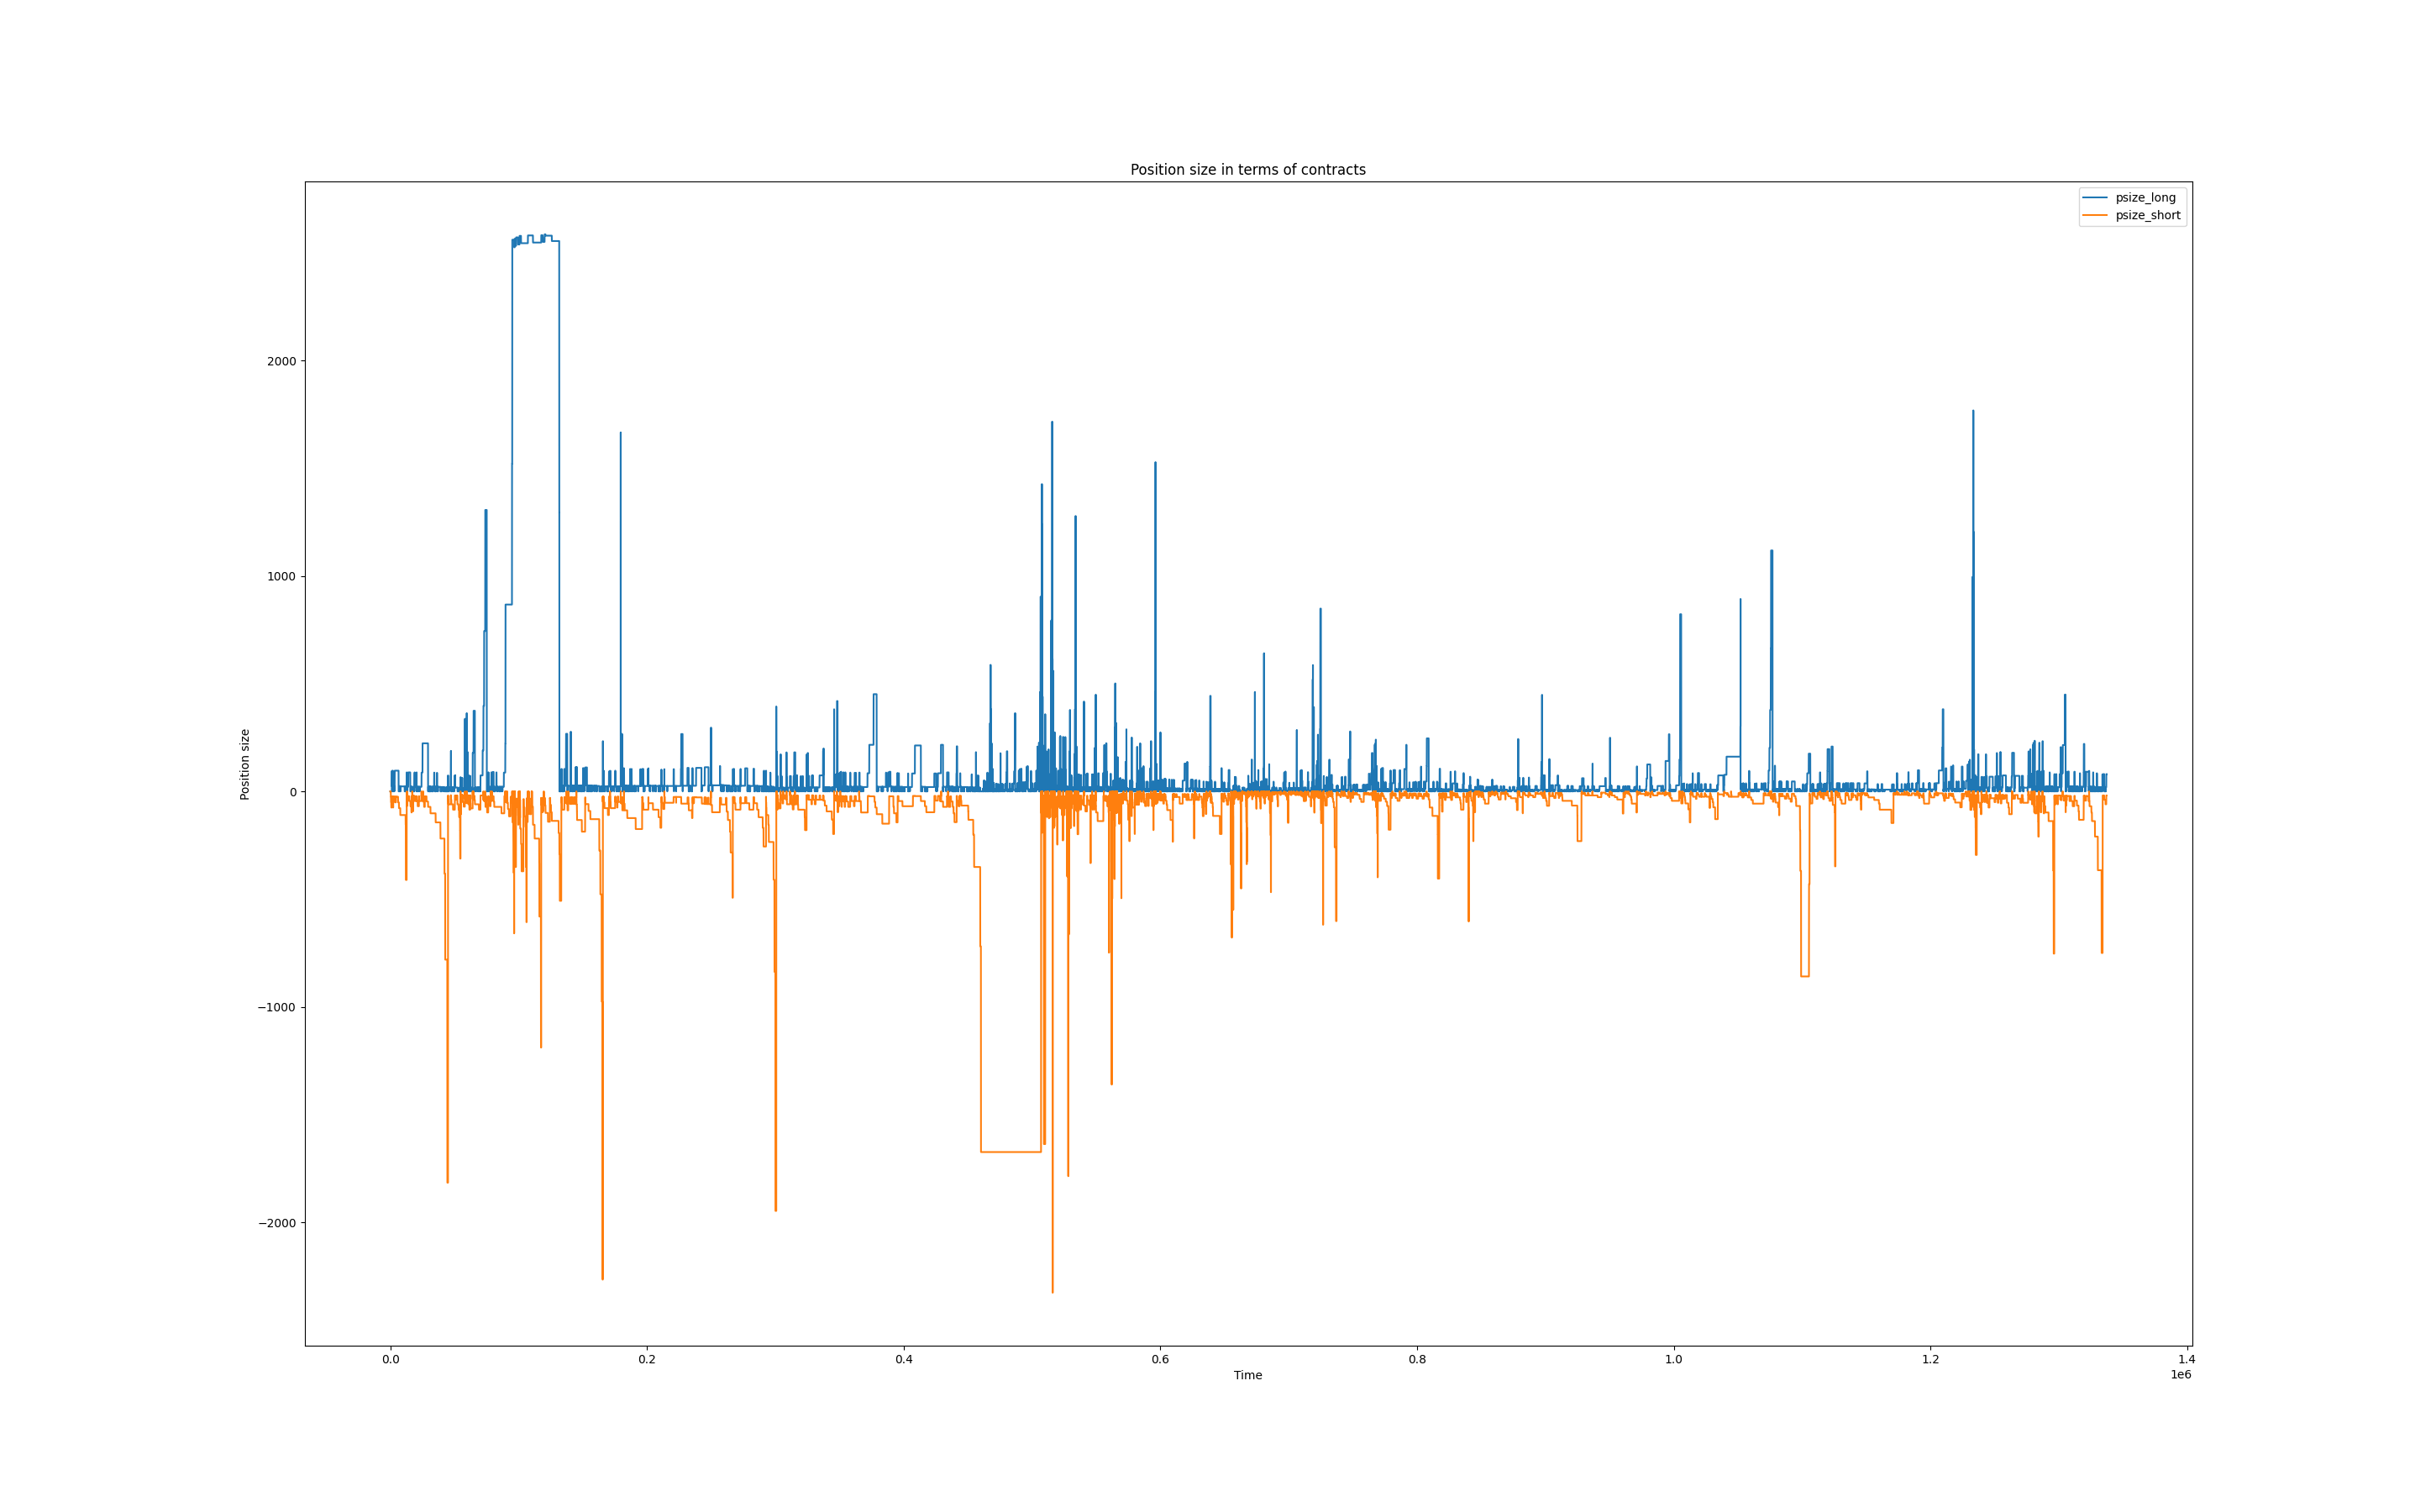 Position size in terms of contracts
psize_long
psize_short
Position size
2000
1000
0
−1000
−2000
0.0 0.2 0.4 0.6 0.8 1.0 1.2 1.4
1e6
Time